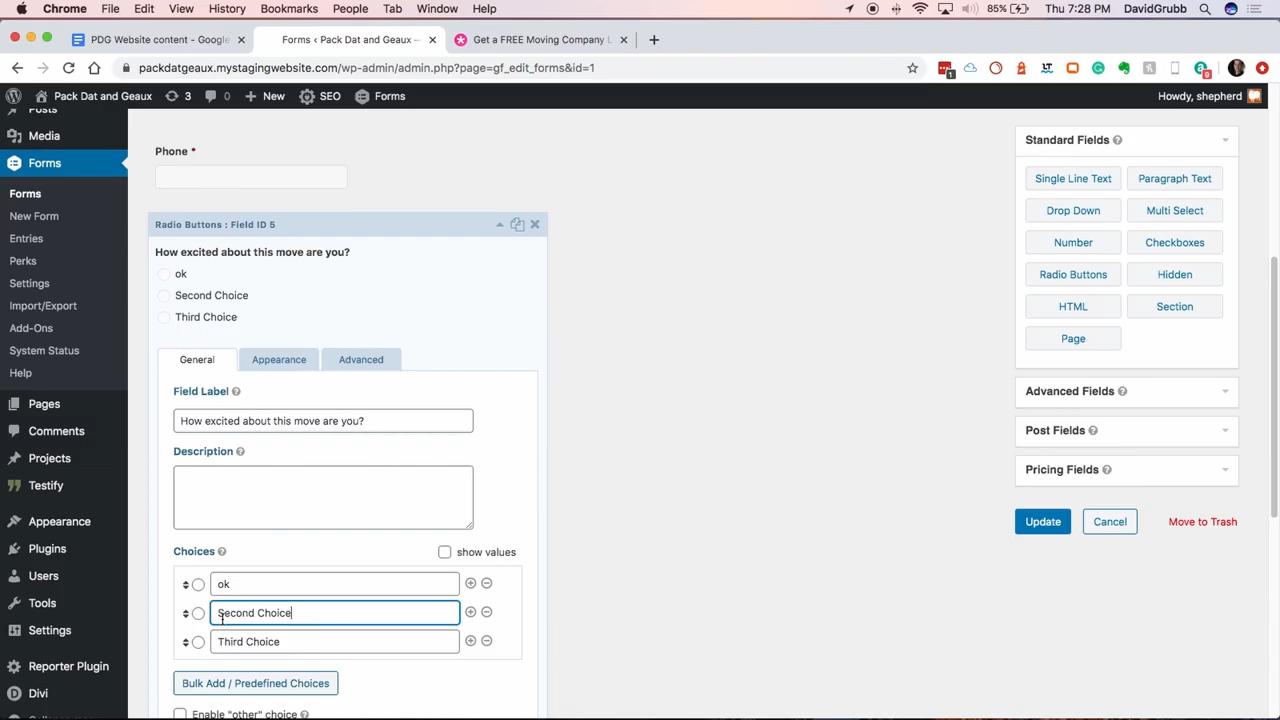 Chrome File Edit View History Bookmarks People Tab Window Help 85% Thu 7:28 PM DavidGrubb
PDG Website content - Google Forms ‹ Pack Dat and Geaux — Get a FREE Moving Company L
packdatgeaux.mystagingwebsite.com/wp-admin/admin.php?page=gf_edit_forms&id=1
Pack Dat and Geaux 3 0 New SEO Forms Howdy, shepherd
Posts
Media
Forms
Forms
New Form
Entries
Perks
Settings
Import/Export
Add-Ons
System Status
Help
Pages
Comments
Projects
Testify
Appearance
Plugins
Users
Tools
Settings
Reporter Plugin
Divi
Phone *
Radio Buttons : Field ID 5
How excited about this move are you?
ok
Second Choice
Third Choice
General Appearance Advanced
Field Label
How excited about this move are you?
Description
Choices show values
ok
Second Choice
Third Choice
Bulk Add / Predefined Choices
Enable "other" choice
Standard Fields
Single Line Text Paragraph Text
Drop Down Multi Select
Number Checkboxes
Radio Buttons Hidden
HTML Section
Page
Advanced Fields
Post Fields
Pricing Fields
Update Cancel Move to Trash